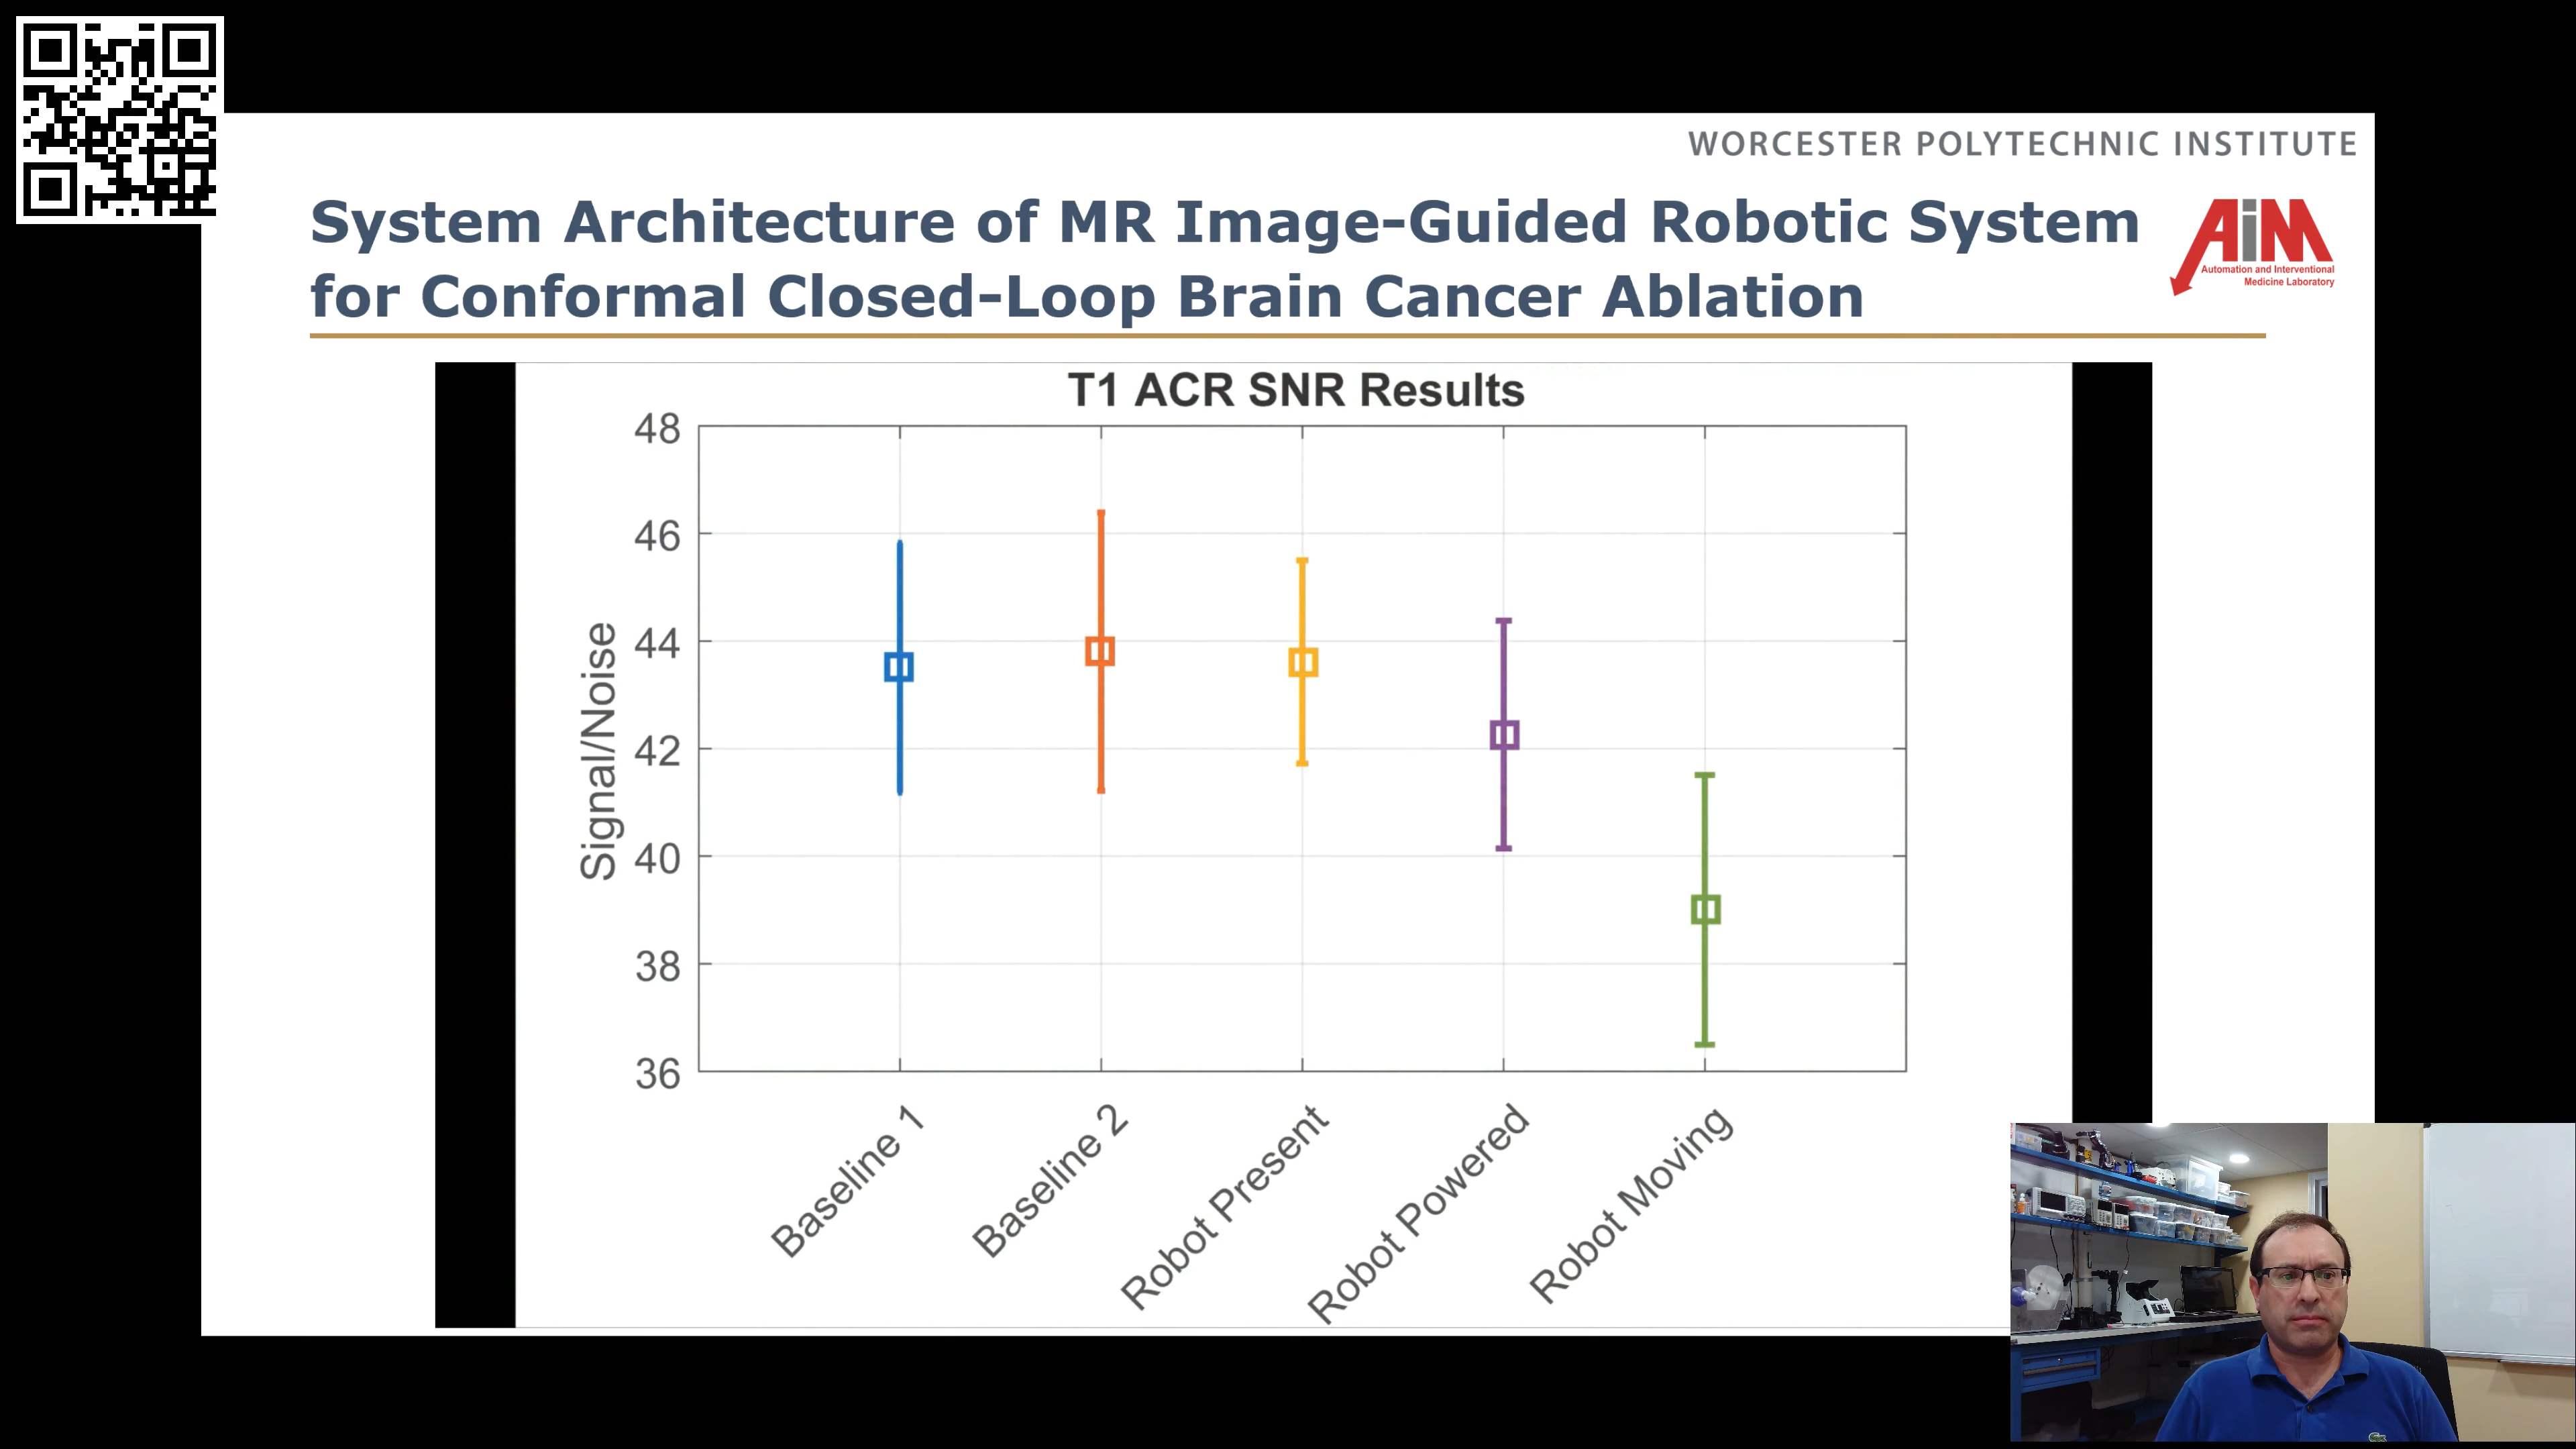 WORCESTER POLYTECHNIC INSTITUTE
System Architecture of MR Image-Guided Robotic System
for Conformal Closed-Loop Brain Cancer Ablation
AiM
Automation and Interventional
Medicine Laboratory
T1 ACR SNR Results
Signal/Noise
48
46
44
42
40
38
36
Baseline 1
Baseline 2
Robot Present
Robot Powered
Robot Moving